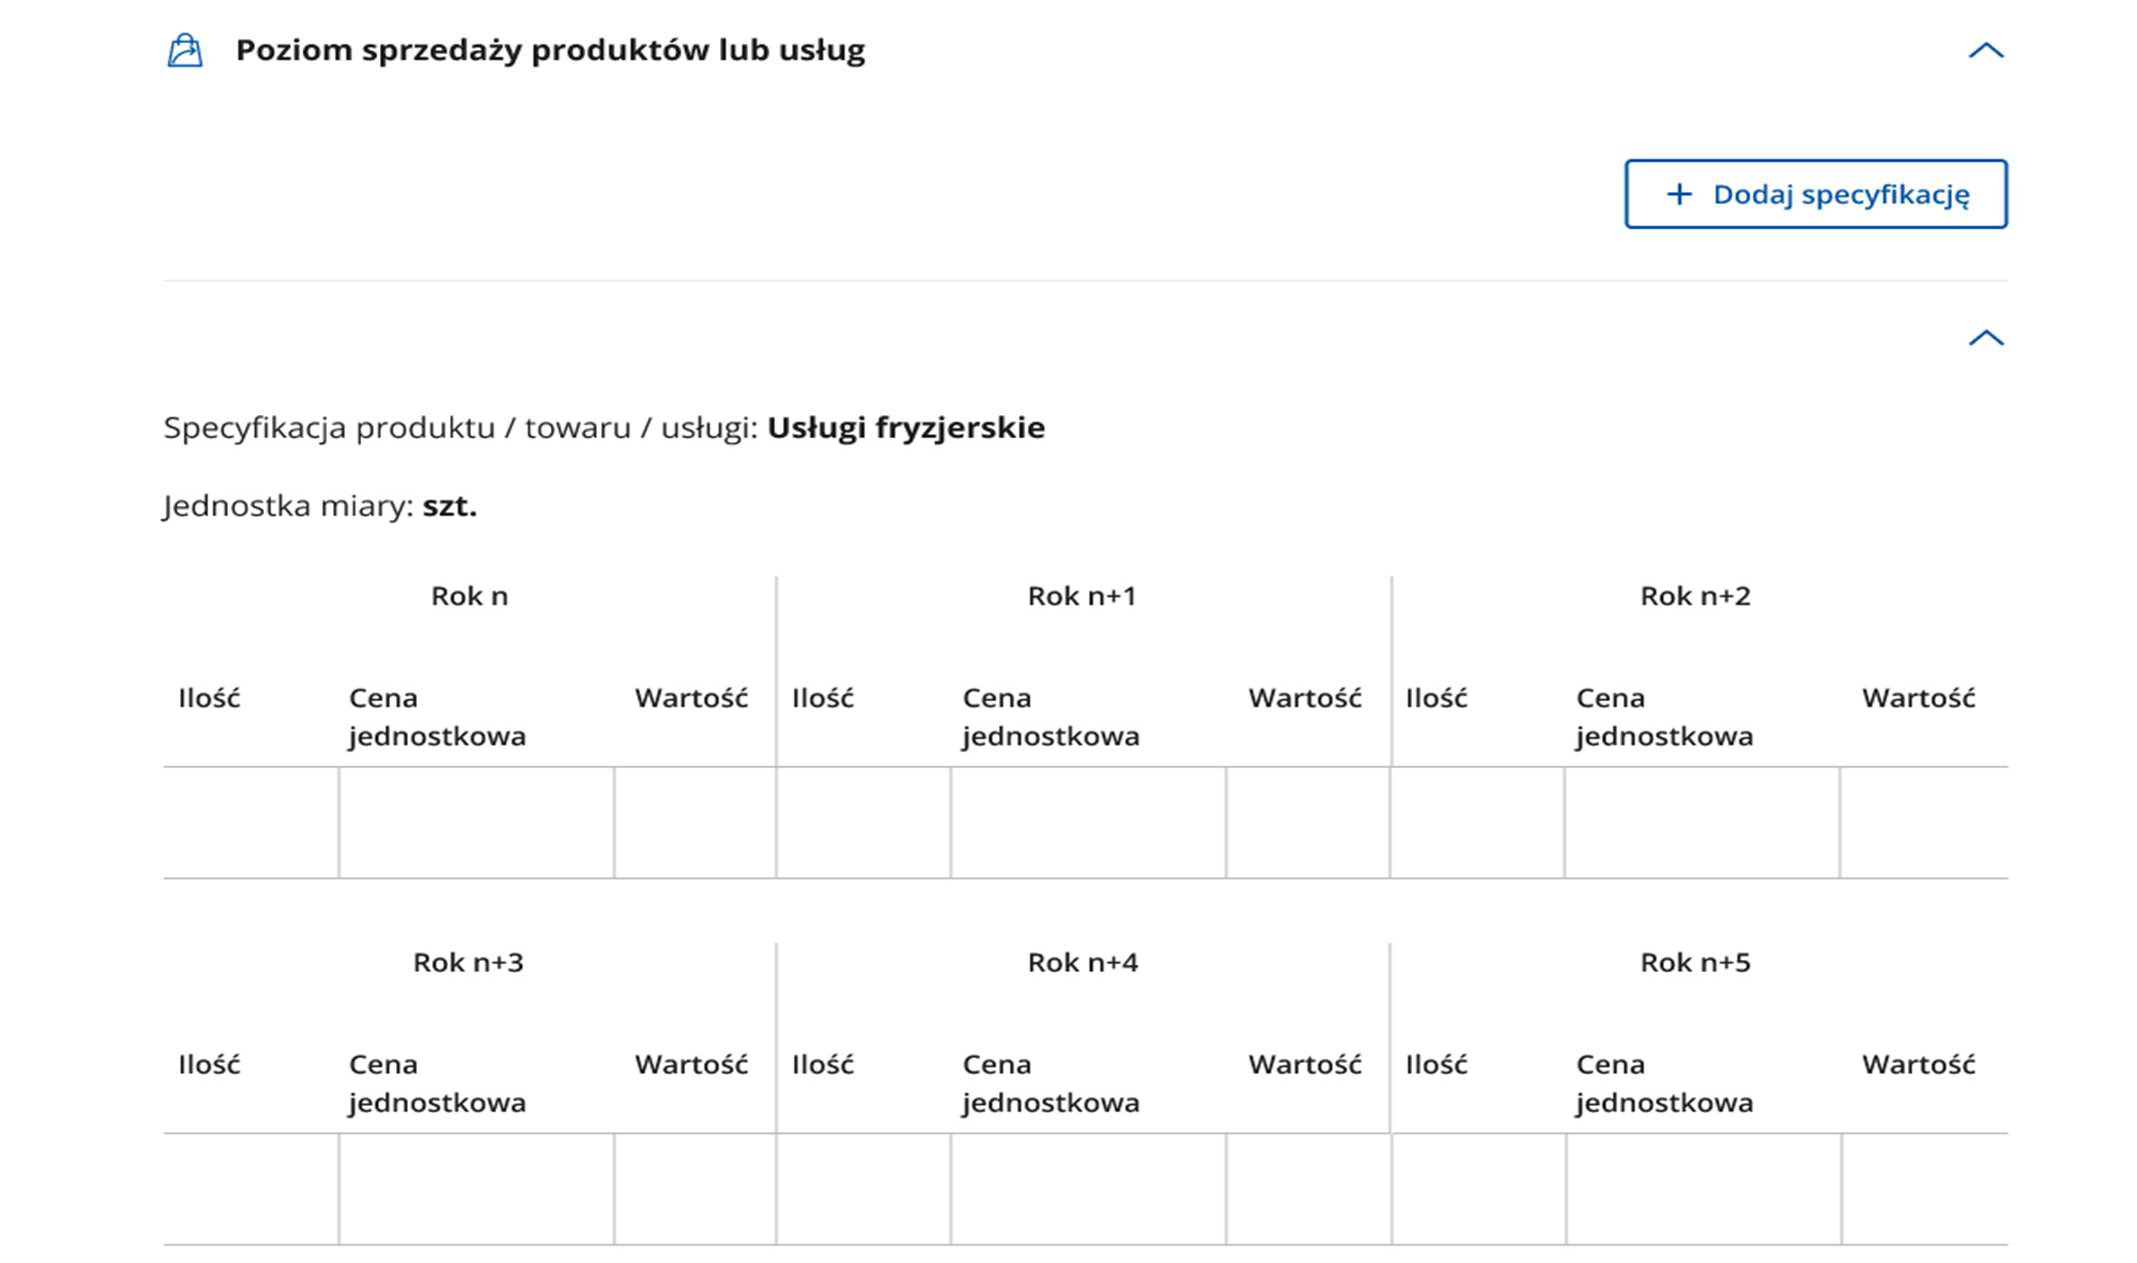 Poziom sprzedaży produktów lub usług
+ Dodaj specyfikację
Specyfikacja produktu / towaru / usługi: Usługi fryzjerskie
Jednostka miary: szt.
Rok n Rok n+1 Rok n+2
Ilość Cena jednostkowa Wartość Ilość Cena jednostkowa Wartość Ilość Cena jednostkowa Wartość
Rok n+3 Rok n+4 Rok n+5
Ilość Cena jednostkowa Wartość Ilość Cena jednostkowa Wartość Ilość Cena jednostkowa Wartość